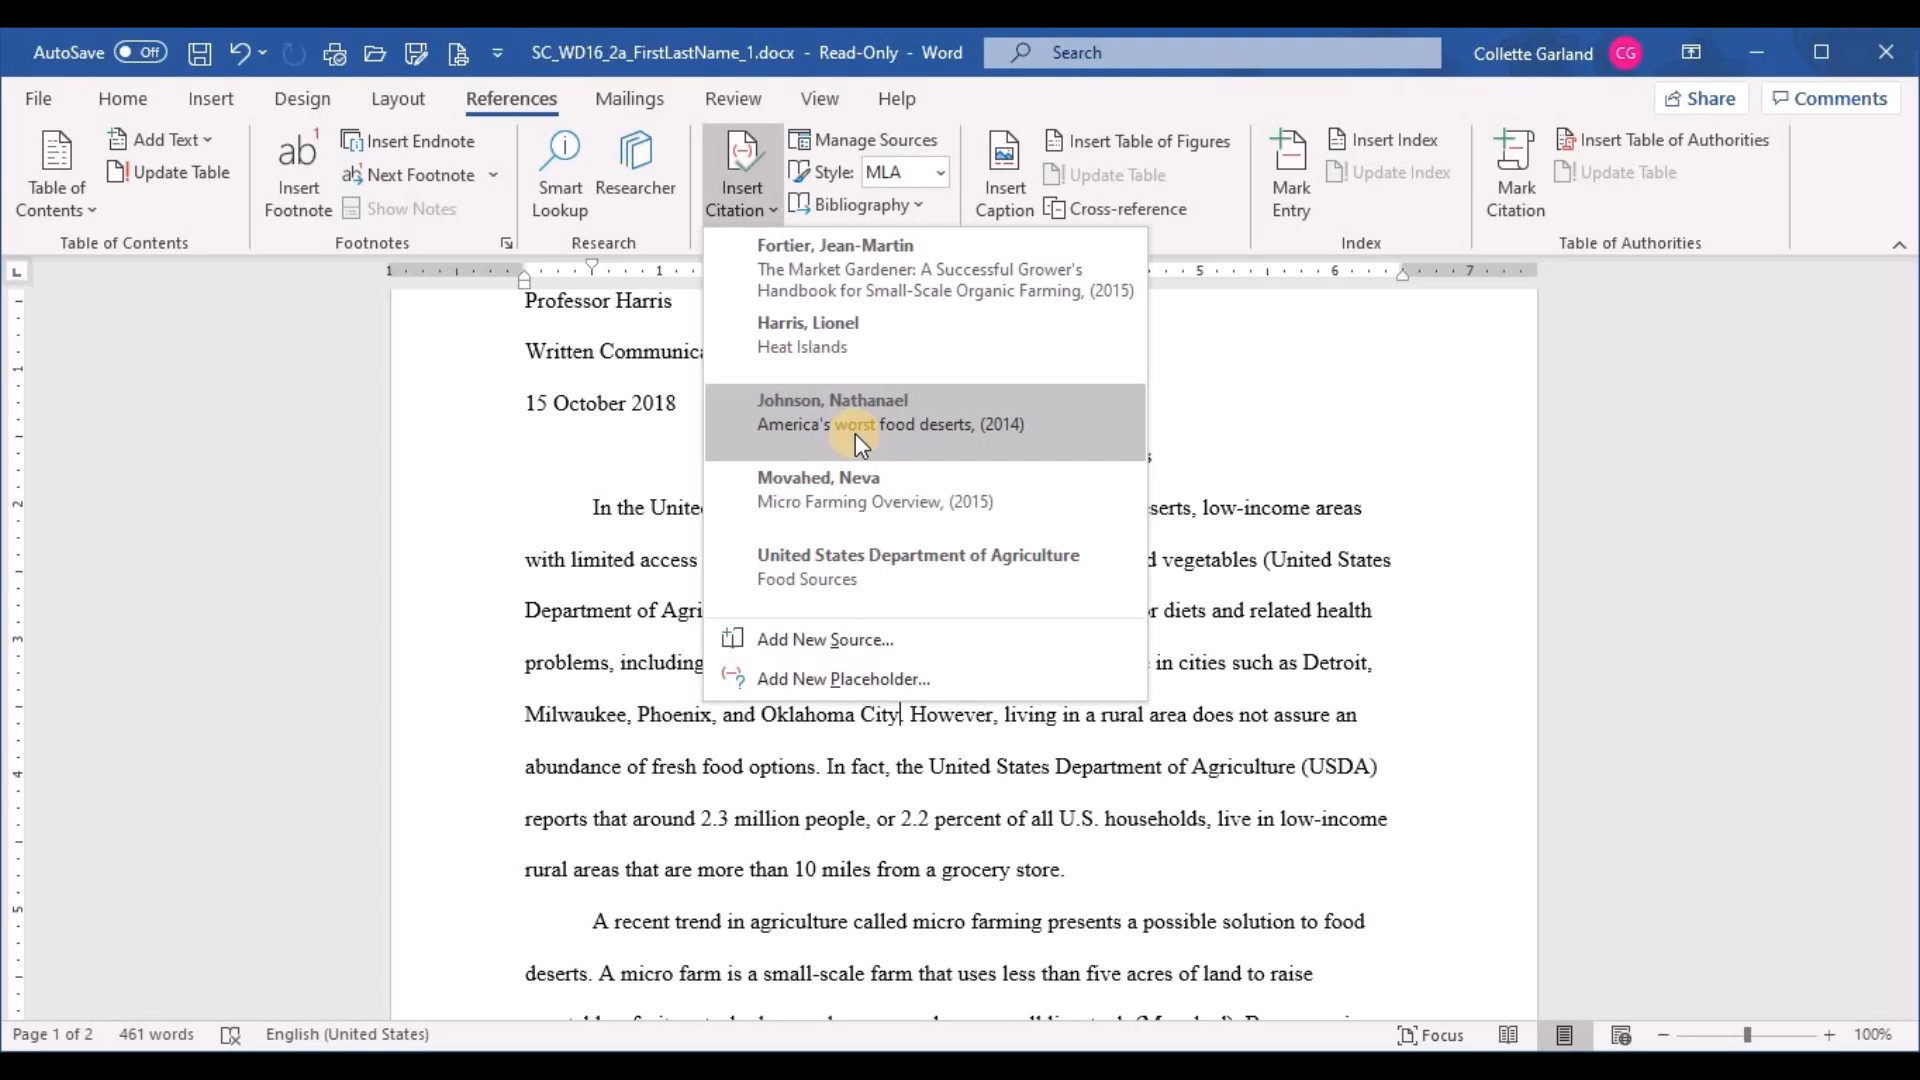 AutoSave Off SC_WD16_2a_FirstLastName_1.docx - Read-Only - Word Search Collette Garland CG
File Home Insert Design Layout References Mailings Review View Help Share Comments
Table of Contents
Add Text
Update Table
Table of Contents
ab1
Insert Footnote
Insert Endnote
Next Footnote
Show Notes
Footnotes
Smart Lookup
Researcher
Research
Insert Citation
Manage Sources
Style: MLA
Bibliography
Insert Caption
Insert Table of Figures
Update Table
Cross-reference
Mark Entry
Insert Index
Update Index
Index
Mark Citation
Insert Table of Authorities
Update Table
Table of Authorities
1 1 5 6 7
Fortier, Jean-Martin
The Market Gardener: A Successful Grower's
Handbook for Small-Scale Organic Farming, (2015)
Harris, Lionel
Heat Islands
Johnson, Nathanael
America's worst food deserts, (2014)
Movahed, Neva
Micro Farming Overview, (2015)
United States Department of Agriculture
Food Sources
Add New Source...
Add New Placeholder...
1
2
3
4
5
Professor Harris
Written Communica
15 October 2018
s
In the Unite serts, low-income areas
with limited access d vegetables (United States
Department of Agri r diets and related health
problems, including in cities such as Detroit,
Milwaukee, Phoenix, and Oklahoma City. However, living in a rural area does not assure an
abundance of fresh food options. In fact, the United States Department of Agriculture (USDA)
reports that around 2.3 million people, or 2.2 percent of all U.S. households, live in low-income
rural areas that are more than 10 miles from a grocery store.
A recent trend in agriculture called micro farming presents a possible solution to food
deserts. A micro farm is a small-scale farm that uses less than five acres of land to raise
Page 1 of 2 461 words English (United States) Focus 100%